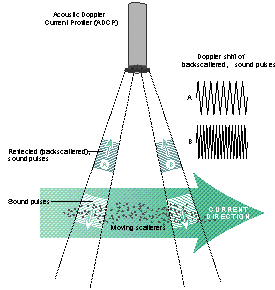 Acoustic Doppler
Current Profiler (ADCP)
Doppler shift of
backscattered, sound pulses
A
B
Reflected (backscattered),
sound pulses
A
B
Sound pulses
CURRENT
DIRECTION
Moving scatterers